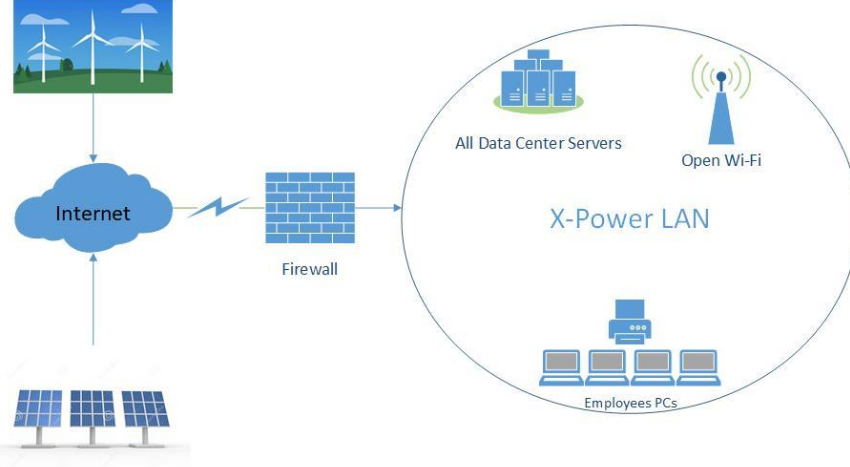 All Data Center Servers
Open Wi-Fi
Internet
X-Power LAN
Firewall
Employees PCs